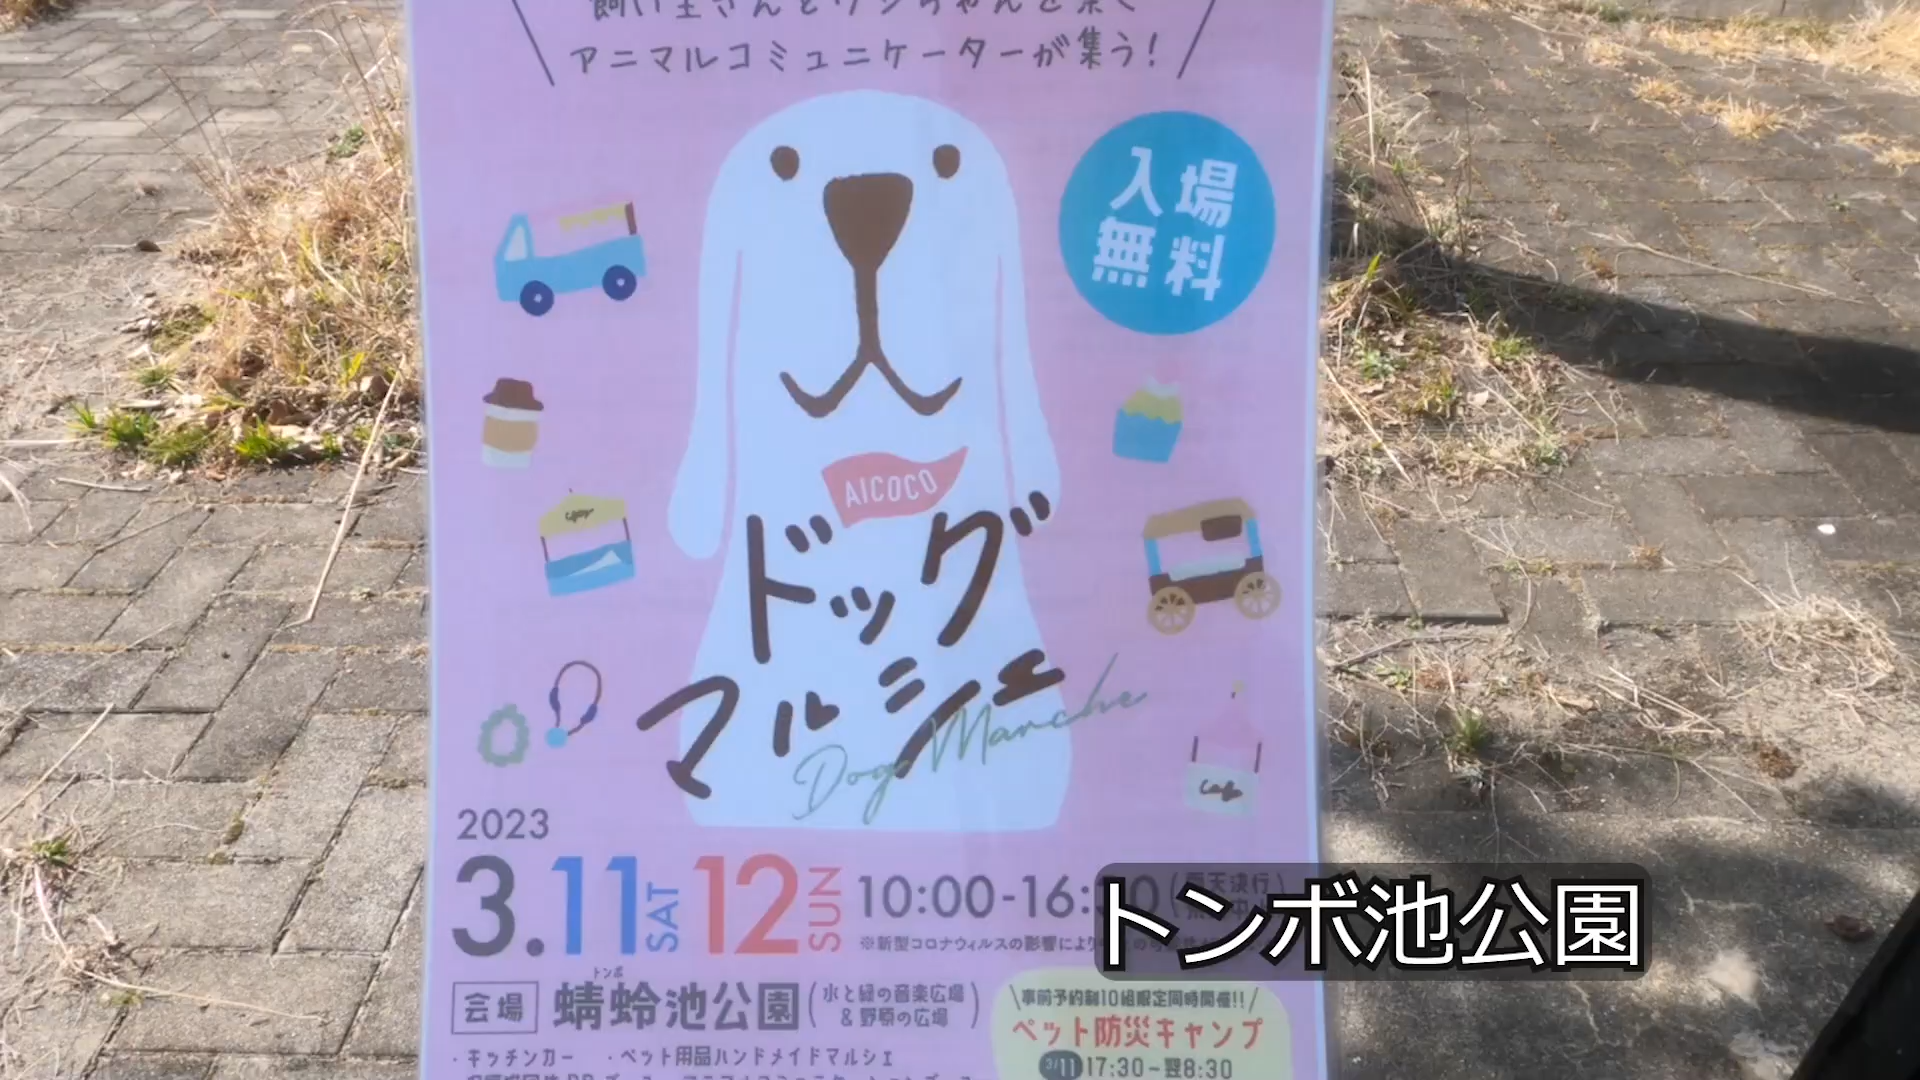 アニマルコミュニケーターが集う!
入場
無料
AICOCO
ドッグ
マルシェ
Dog Marche
Cafe
2023
3.11 SAT 12 SUN 10:00-16:30
※新型コロナウィルスの影響により
トンボ池公園
トンボ
会場 蜻蛉池公園 (水と緑の音楽広場 & 野原の広場)
\事前予約制10組限定同時開催!!/
ペット防災キャンプ
3/11 17:30~翌8:30
・キッチンカー ・ペット用品ハンドメイドマルシェ